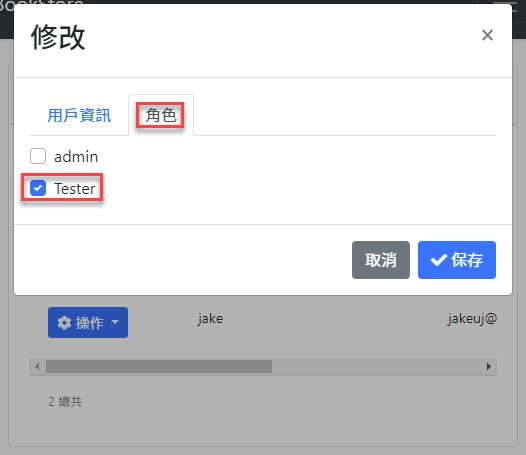 BookStore
修改 ×
用戶資訊 角色
admin
Tester
取消 保存
操作 jake jakeuj@
2 總共